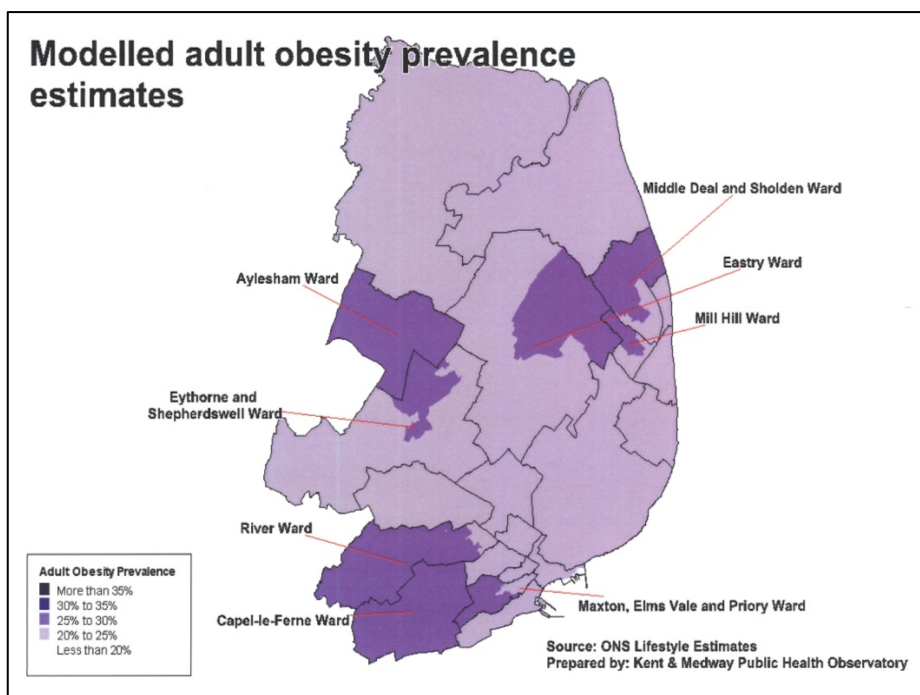 Modelled adult obesity prevalence
estimates
Middle Deal and Sholden Ward
Eastry Ward
Aylesham Ward
Mill Hill Ward
Eythorne and
Shepherdswell Ward
River Ward
Adult Obesity Prevalence
More than 35%
30% to 35%
25% to 30%
20% to 25%
Less than 20%
Capel-le-Ferne Ward
Maxton, Elms Vale and Priory Ward
Source: ONS Lifestyle Estimates
Prepared by: Kent & Medway Public Health Observatory